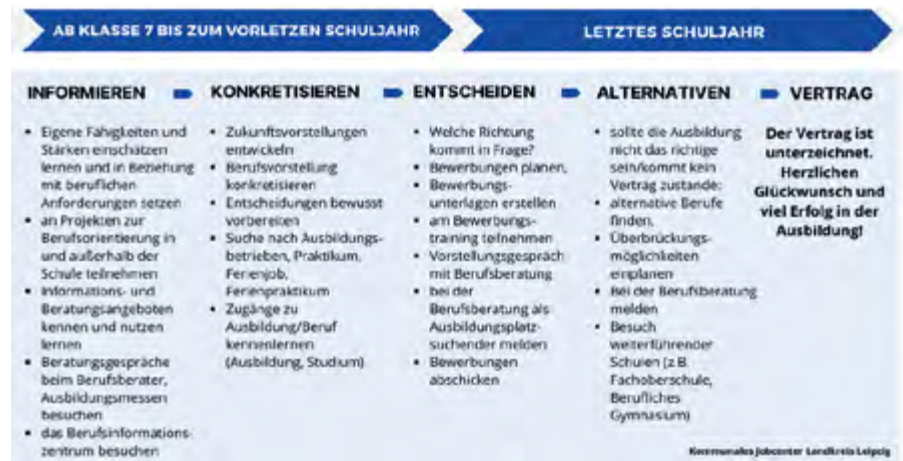 AB KLASSE 7 BIS ZUM VORLETZEN SCHULJAHR
LETZTES SCHULJAHR
INFORMIEREN
• Eigene Fähigkeiten und
Stärken einschätzen
lernen und in Beziehung
mit beruflichen
Anforderungen setzen
• an Projekten zur
Berufsorientierung in
und außerhalb der
Schule teilnehmen
• Informations- und
Beratungsangeboten
kennen und nutzen
lernen
• Beratungsgespräche
beim Berufsberater,
Ausbildungsmessen
besuchen
• das Berufsinformations-
zentrum besuchen
KONKRETISIEREN
• Zukunftsvorstellungen
entwickeln
• Berufsvorstellung
konkretisieren
• Entscheidungen bewusst
vorbereiten
• Suche nach Ausbildungs-
betrieben, Praktikum,
Ferienjob,
Ferienpraktikum
• Zugänge zu
Ausbildung/Beruf
kennenlernen
(Ausbildung, Studium)
ENTSCHEIDEN
• Welche Richtung
kommt in Frage?
• Bewerbungen planen,
• Bewerbungs-
unterlagen erstellen
• am Bewerbungs-
training teilnehmen
• Vorstellungsgespräch
mit Berufsberatung
• bei der
Berufsberatung als
Ausbildungsplatz-
suchender melden
• Bewerbungen
abschicken
ALTERNATIVEN
• sollte die Ausbildung
nicht das richtige
sein/kommt kein
Vertrag zustande:
• alternative Berufe
finden,
• Überbrückungs-
möglichkeiten
einplanen
• Bei der Berufsberatung
melden
• Besuch
weiterführender
Schulen (z.B.
Fachoberschule,
Berufliches
Gymnasium)
VERTRAG
Der Vertrag ist
unterzeichnet.
Herzlichen
Glückwunsch und
viel Erfolg in der
Ausbildung!
Kommunales Jobcenter Landkreis Leipzig